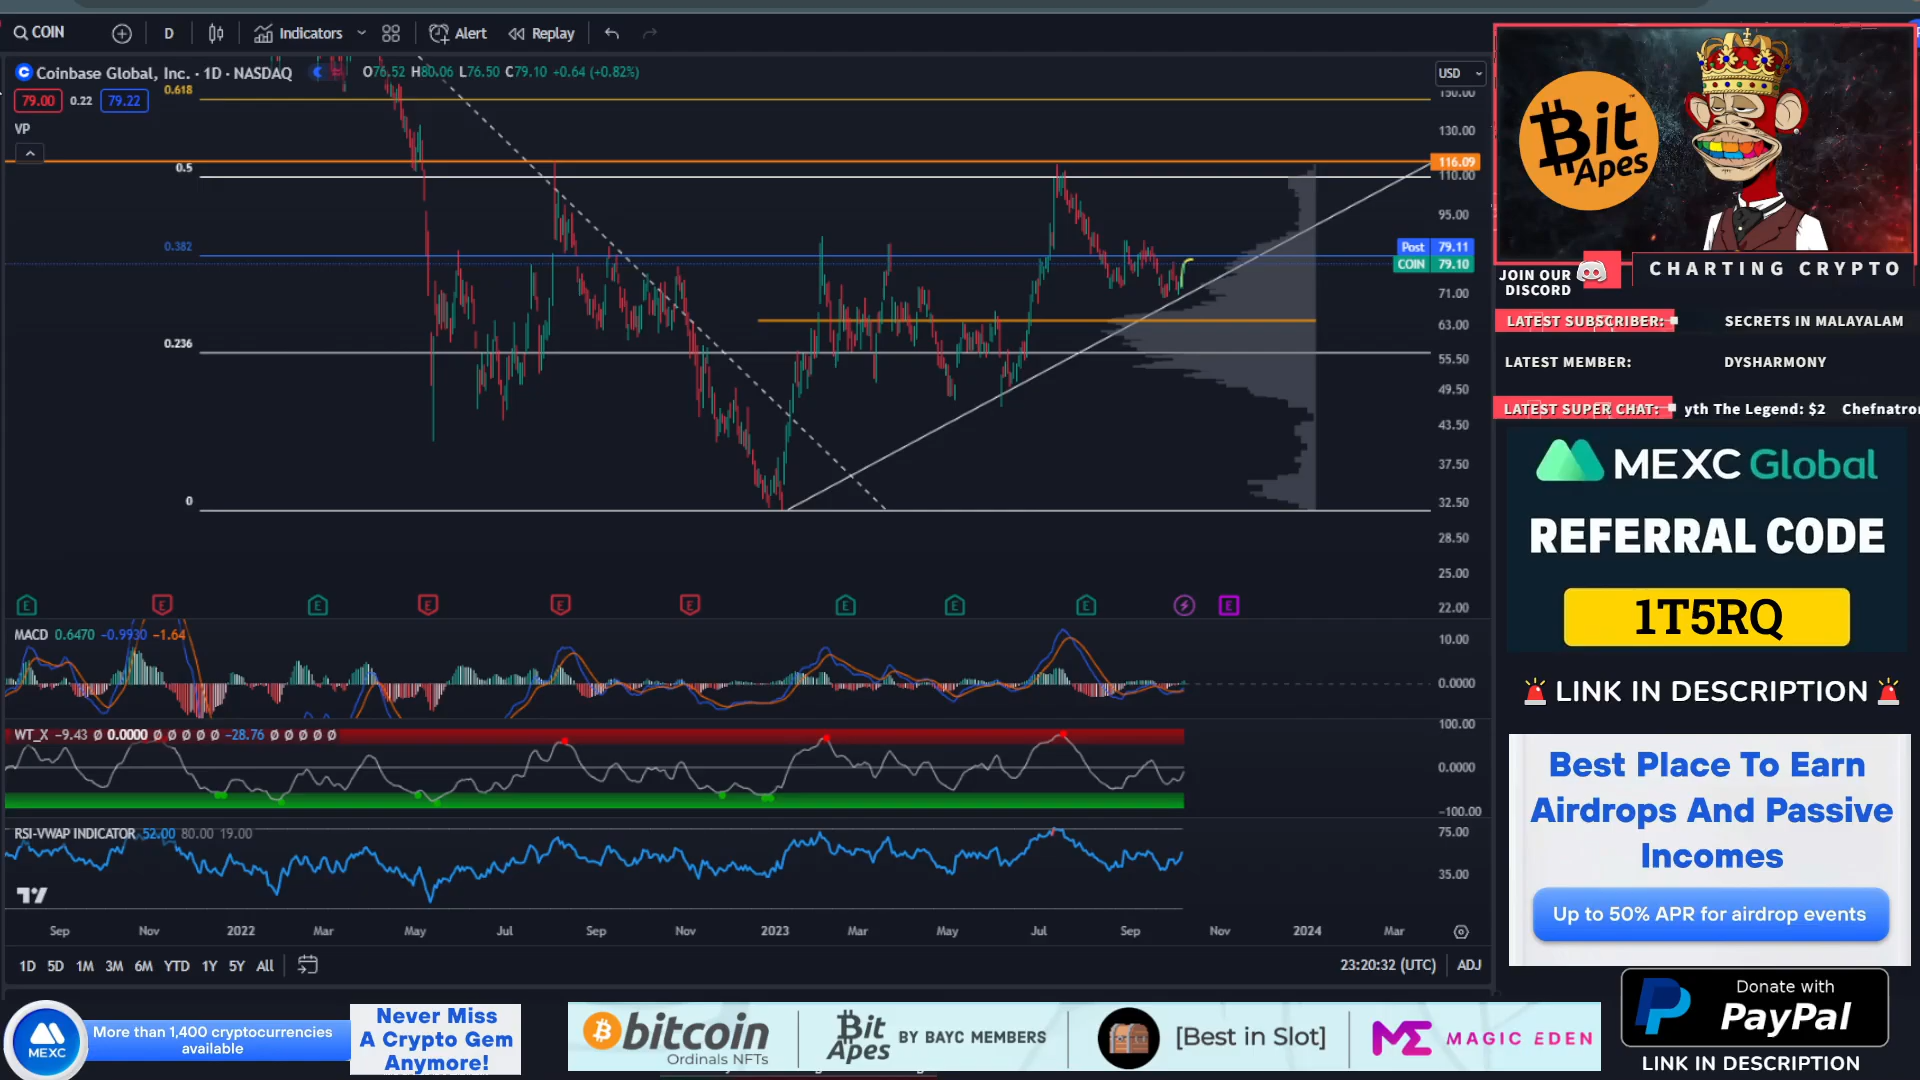 COIN
D
Indicators
Alert
Replay
Coinbase Global, Inc. · 1D · NASDAQ
O76.52 H80.06 L76.50 C79.10 +0.64 (+0.82%)
USD
79.00 0.22 79.22
VP
0.618
0.5
0.382
0.236
0
150.00
130.00
116.09
110.00
95.00
Post 79.11
COIN 79.10
71.00
63.00
55.50
49.50
43.50
37.50
32.50
28.50
25.00
22.00
E E E E E E E E E E
MACD 0.6470 −0.9930 −1.64
10.00
0.0000
WT_X −9.43 Ø 0.0000 Ø Ø Ø Ø Ø −28.76 Ø Ø Ø Ø Ø
100.00
0.0000
−100.00
RSI-VWAP INDICATOR 52.00 80.00 19.00
75.00
35.00
Sep Nov 2022 Mar May Jul Sep Nov 2023 Mar May Jul Sep Nov 2024 Mar
1D 5D 1M 3M 6M YTD 1Y 5Y All
23:20:32 (UTC) ADJ
Bit
Apes
JOIN OUR
DISCORD
CHARTING CRYPTO
LATEST SUBSCRIBER: SECRETS IN MALAYALAM
LATEST MEMBER: DYSHARMONY
LATEST SUPER CHAT: yth The Legend: $2 Chefnatron
MEXC Global
REFERRAL CODE
1T5RQ
LINK IN DESCRIPTION
Best Place To Earn
Airdrops And Passive
Incomes
Up to 50% APR for airdrop events
Donate with
PayPal
LINK IN DESCRIPTION
MEXC
More than 1,400 cryptocurrencies
available
Never Miss
A Crypto Gem
Anymore!
bitcoin
Ordinals NFTs
Bit
Apes
BY BAYC MEMBERS
[Best in Slot]
ME MAGIC EDEN